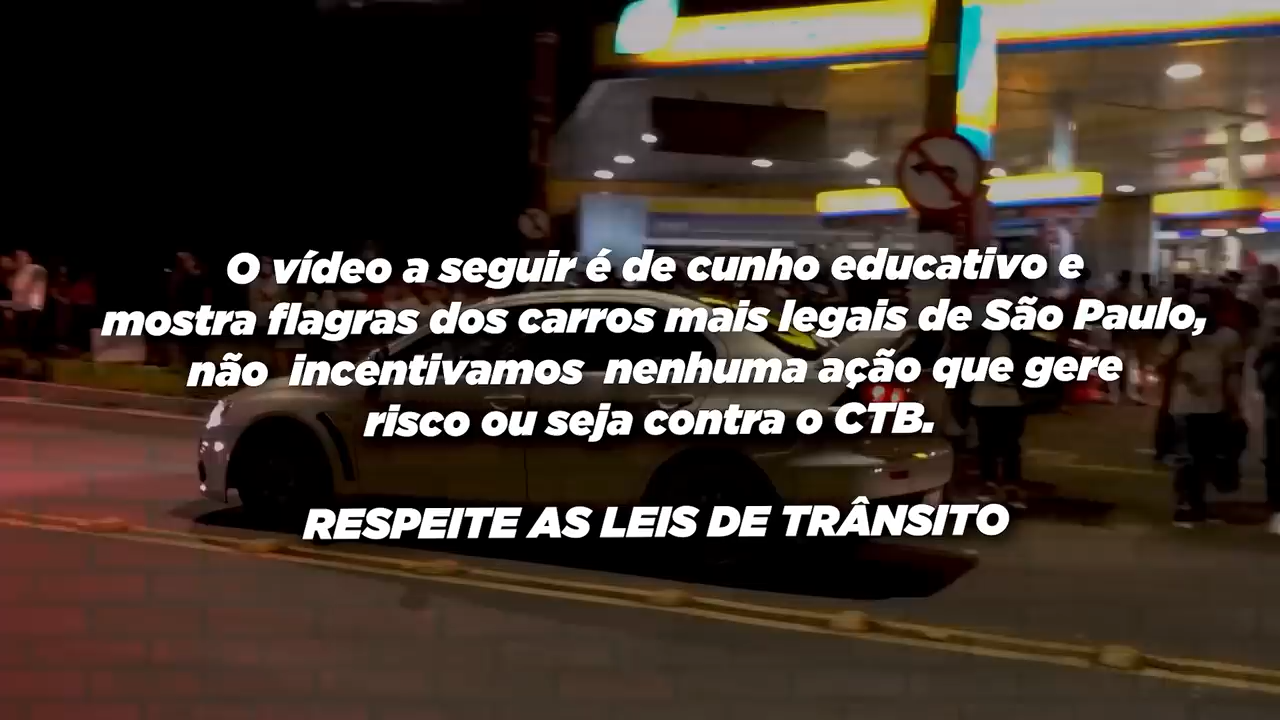 O vídeo a seguir é de cunho educativo e
mostra flagras dos carros mais legais de São Paulo,
não incentivamos nenhuma ação que gere
risco ou seja contra o CTB.
RESPEITE AS LEIS DE TRÂNSITO